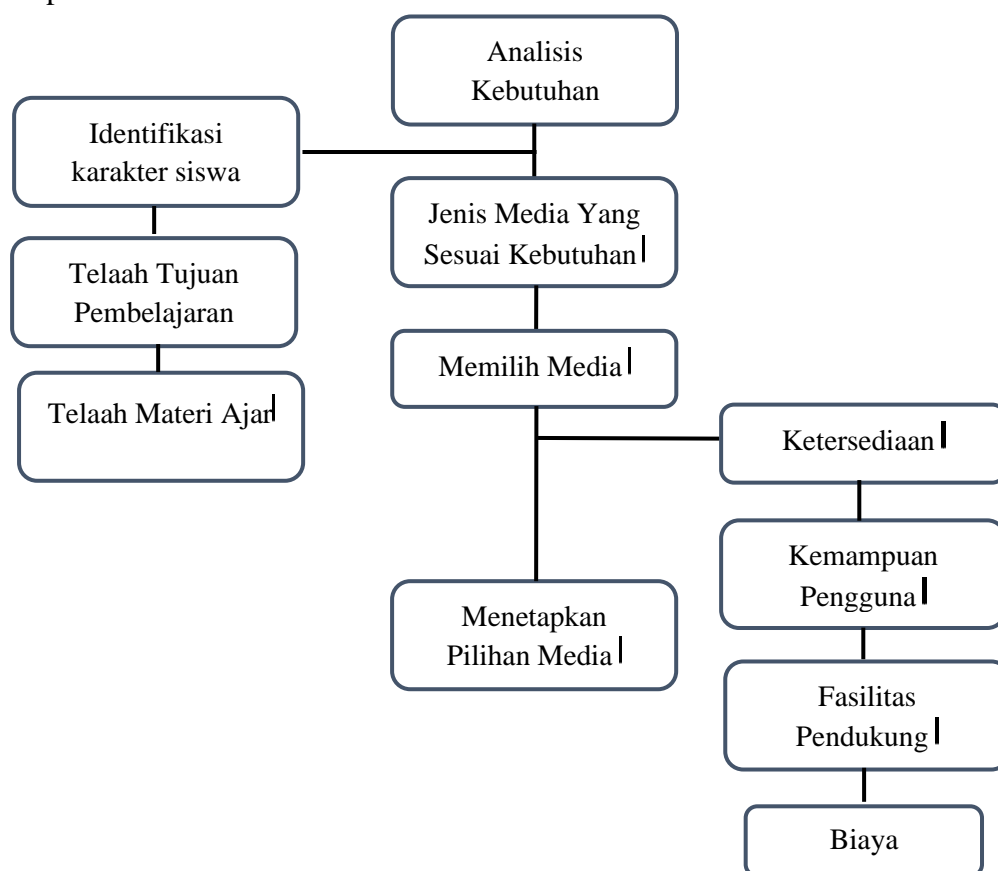 Analisis
Kebutuhan
Identifikasi
karakter siswa
Telaah Tujuan
Pembelajaran
Telaah Materi Ajar
Jenis Media Yang
Sesuai Kebutuhan
Memilih Media
Menetapkan
Pilihan Media
Ketersediaan
Kemampuan
Pengguna
Fasilitas
Pendukung
Biaya